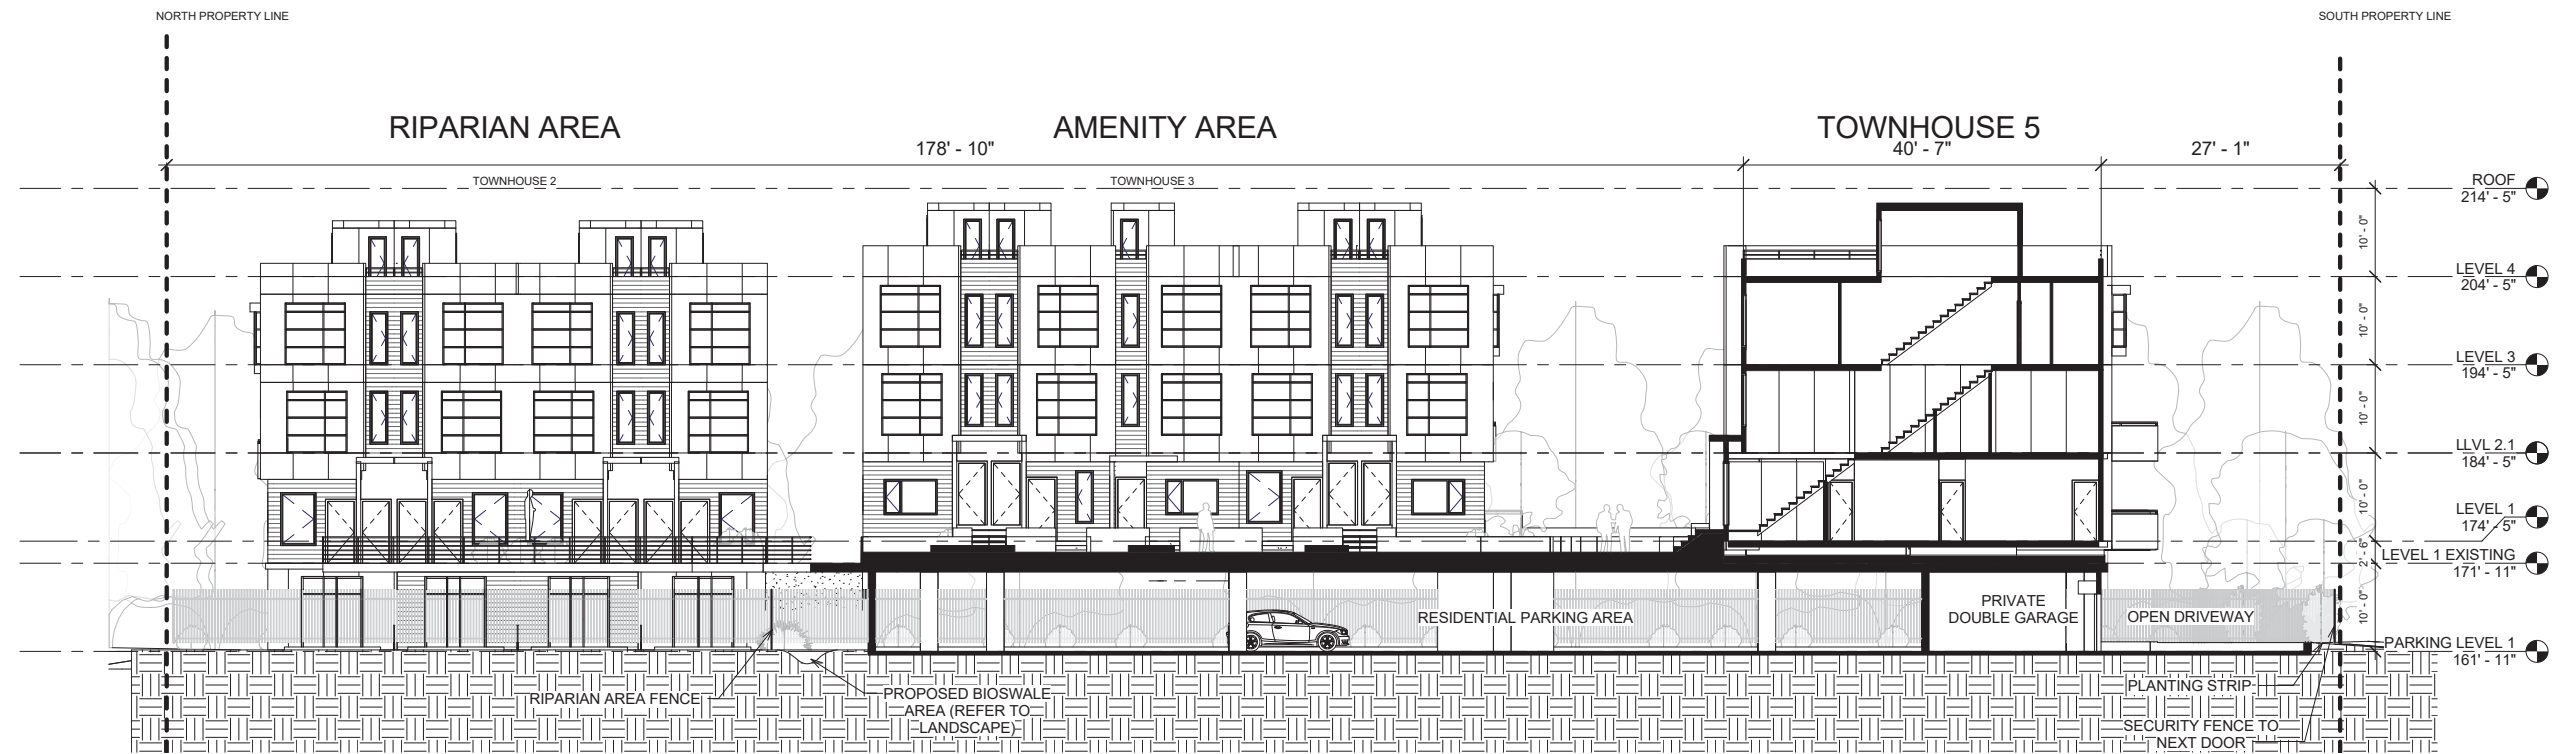 NORTH PROPERTY LINE
SOUTH PROPERTY LINE
RIPARIAN AREA
AMENITY AREA
TOWNHOUSE 5
178' - 10"
40' - 7"
27' - 1"
TOWNHOUSE 2
TOWNHOUSE 3
ROOF
214' - 5"
10' - 0"
LEVEL 4
204' - 5"
10' - 0"
LEVEL 3
194' - 5"
10' - 0"
LLVL 2.1
184' - 5"
10' - 0"
LEVEL 1
174' - 5"
2' - 6"
LEVEL 1 EXISTING
171' - 11"
10' - 0"
RESIDENTIAL PARKING AREA
PRIVATE
DOUBLE GARAGE
OPEN DRIVEWAY
PARKING LEVEL 1
161' - 11"
RIPARIAN AREA FENCE
PROPOSED BIOSWALE
AREA (REFER TO
LANDSCAPE)
PLANTING STRIP
SECURITY FENCE TO
NEXT DOOR